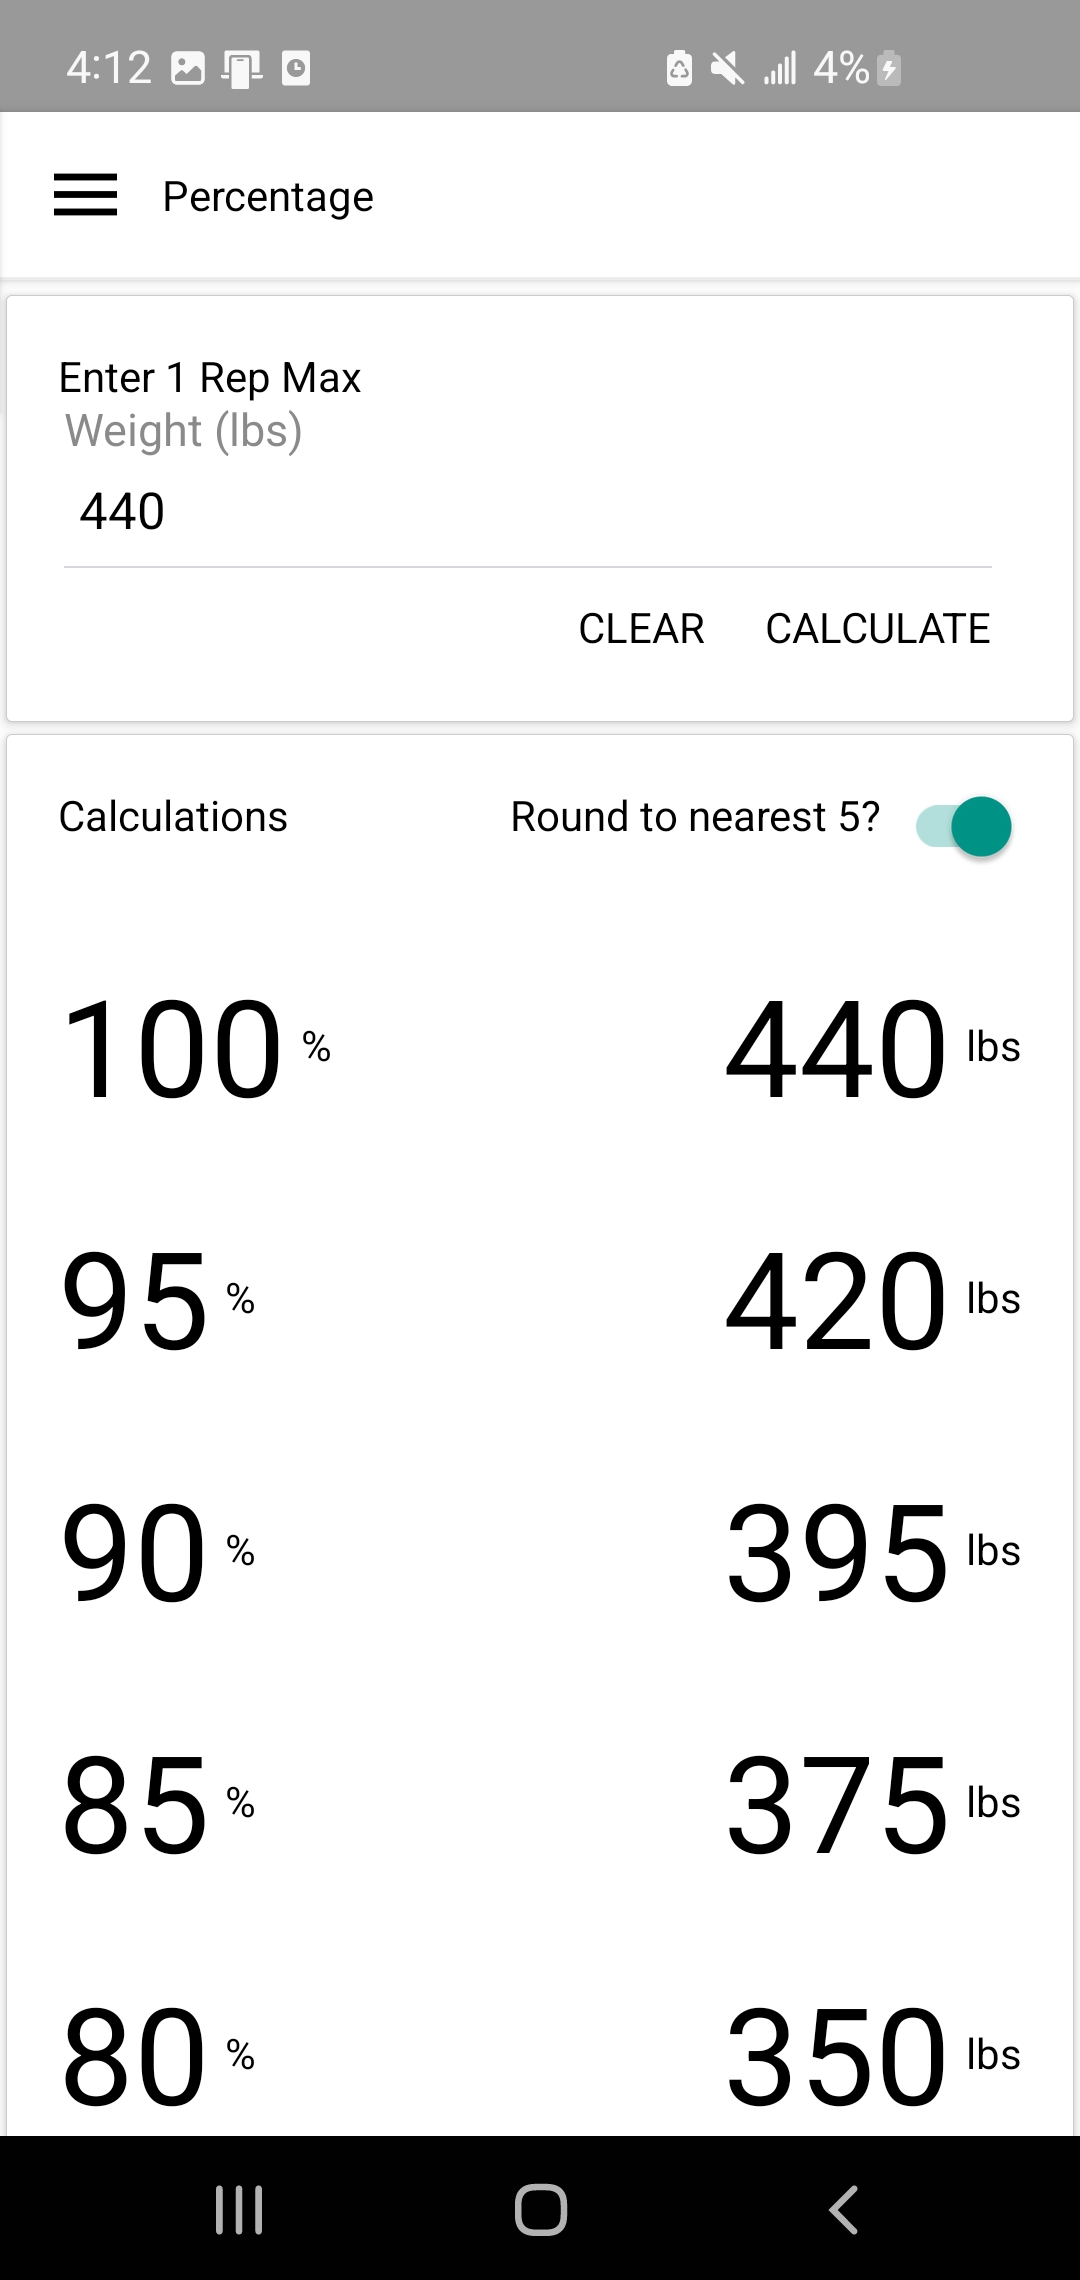 4:12 4%
Percentage
Enter 1 Rep Max
Weight (lbs)
440
CLEAR CALCULATE
Calculations Round to nearest 5?
100 % 440 lbs
95 % 420 lbs
90 % 395 lbs
85 % 375 lbs
80 % 350 lbs